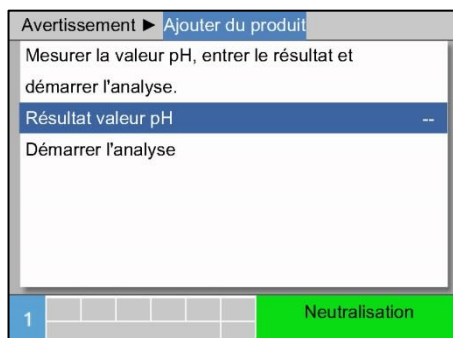 Avertissement ► Ajouter du produit
Mesurer la valeur pH, entrer le résultat et
démarrer l'analyse.
Résultat valeur pH --
Démarrer l'analyse
1 Neutralisation